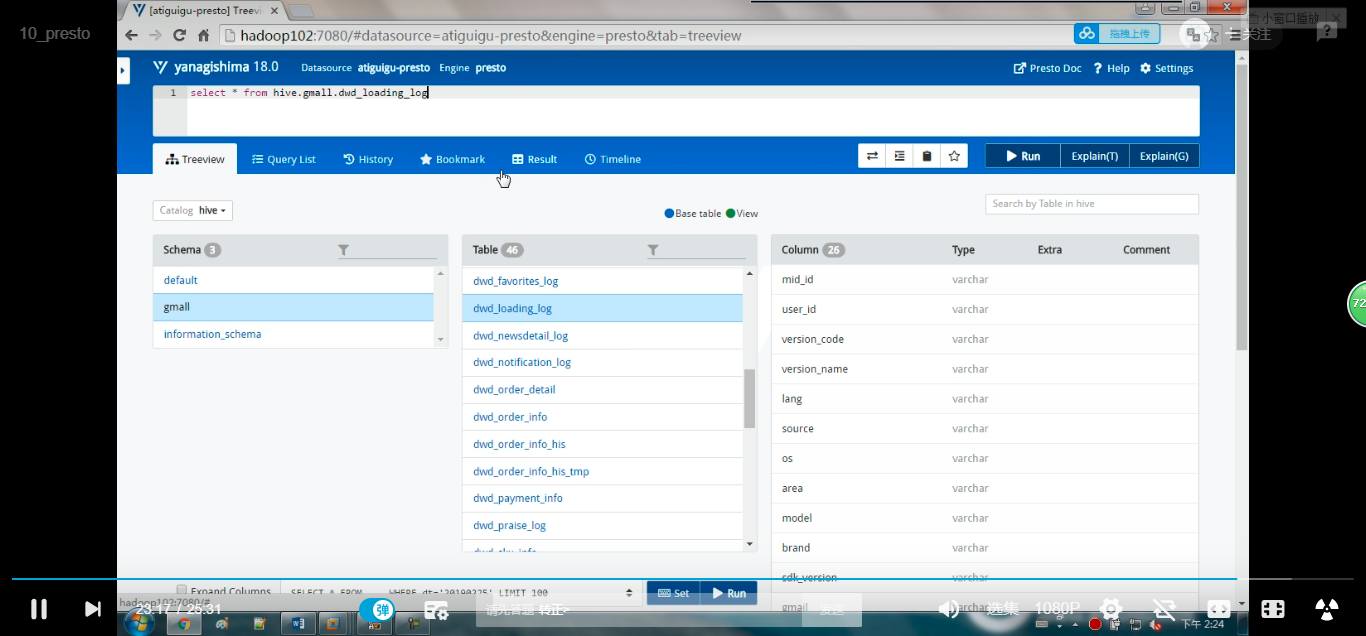 10_presto
[atiguigu-presto] Treevi
小窗口播放
hadoop102:7080/#datasource=atiguigu-presto&engine=presto&tab=treeview
拖拽上传
关注
yanagishima 18.0
Datasource atiguigu-presto Engine presto
Presto Doc
? Help
Settings
1 select * from hive.gmall.dwd_loading_log
Treeview
Query List
History
Bookmark
Result
Timeline
Run
Explain(T)
Explain(G)
Catalog hive
Base table View
Search by Table in hive
Schema 3
default
gmall
information_schema
Table 46
dwd_favorites_log
dwd_loading_log
dwd_newsdetail_log
dwd_notification_log
dwd_order_detail
dwd_order_info
dwd_order_info_his
dwd_order_info_his_tmp
dwd_payment_info
dwd_praise_log
dwd_sku_info
Column 26 Type Extra Comment
mid_id varchar
user_id varchar
version_code varchar
version_name varchar
lang varchar
source varchar
os varchar
area varchar
model varchar
brand varchar
sdk_version
gmail varchar
72
Expand Columns
SELECT * FROM WHERE dt='20190225' LIMIT 100
Set
Run
hadoop102:7080/#
23:17 / 25:31
弹
请先答题 转正>
发送
选集
1080P
下午 2:24